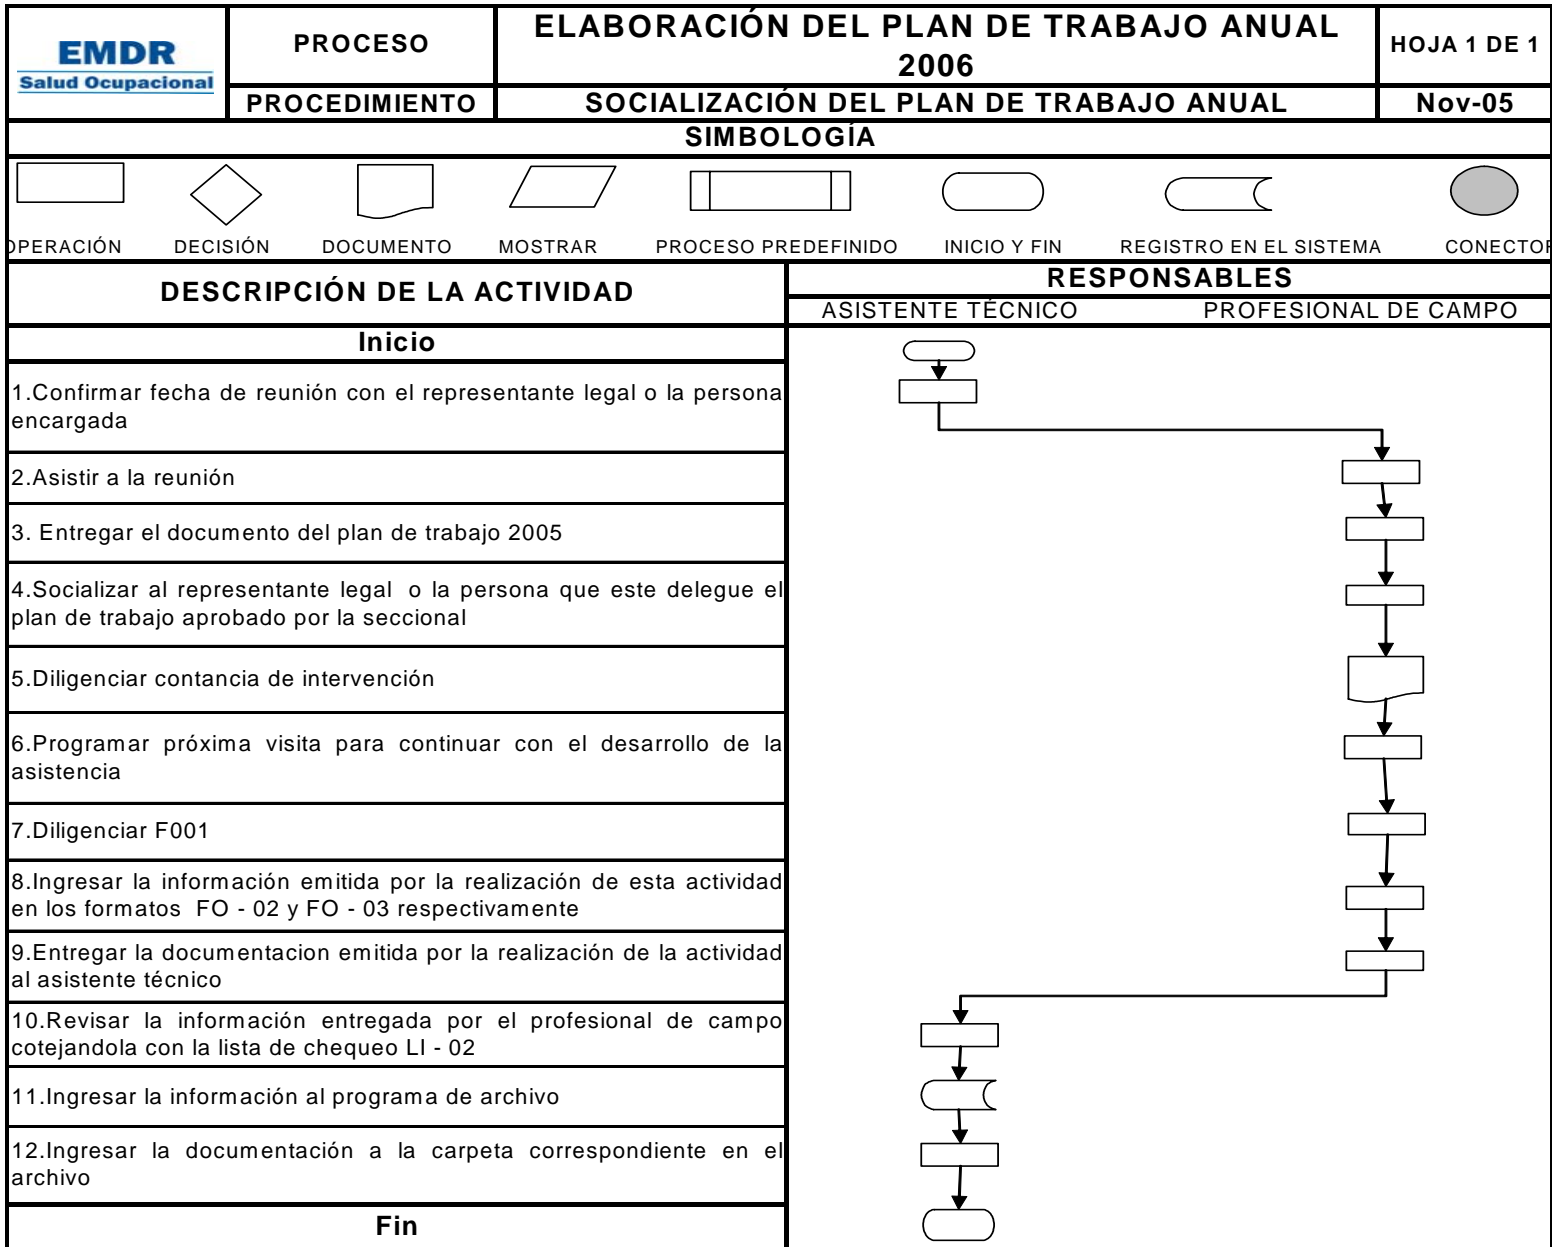 EMDR
Salud Ocupacional
PROCESO
ELABORACIÓN DEL PLAN DE TRABAJO ANUAL
2006
HOJA 1 DE 1
PROCEDIMIENTO
SOCIALIZACIÓN DEL PLAN DE TRABAJO ANUAL
Nov-05
SIMBOLOGÍA
OPERACIÓN
DECISIÓN
DOCUMENTO
MOSTRAR
PROCESO PREDEFINIDO
INICIO Y FIN
REGISTRO EN EL SISTEMA
CONECTOR
DESCRIPCIÓN DE LA ACTIVIDAD
RESPONSABLES
ASISTENTE TÉCNICO
PROFESIONAL DE CAMPO
Inicio
1.Confirmar fecha de reunión con el representante legal o la persona
encargada
2.Asistir a la reunión
3. Entregar el documento del plan de trabajo 2005
4.Socializar al representante legal o la persona que este delegue el
plan de trabajo aprobado por la seccional
5.Diligenciar contancia de intervención
6.Programar próxima visita para continuar con el desarrollo de la
asistencia
7.Diligenciar F001
8.Ingresar la información emitida por la realización de esta actividad
en los formatos FO - 02 y FO - 03 respectivamente
9.Entregar la documentacion emitida por la realización de la actividad
al asistente técnico
10.Revisar la información entregada por el profesional de campo
cotejandola con la lista de chequeo LI - 02
11.Ingresar la información al programa de archivo
12.Ingresar la documentación a la carpeta correspondiente en el
archivo
Fin